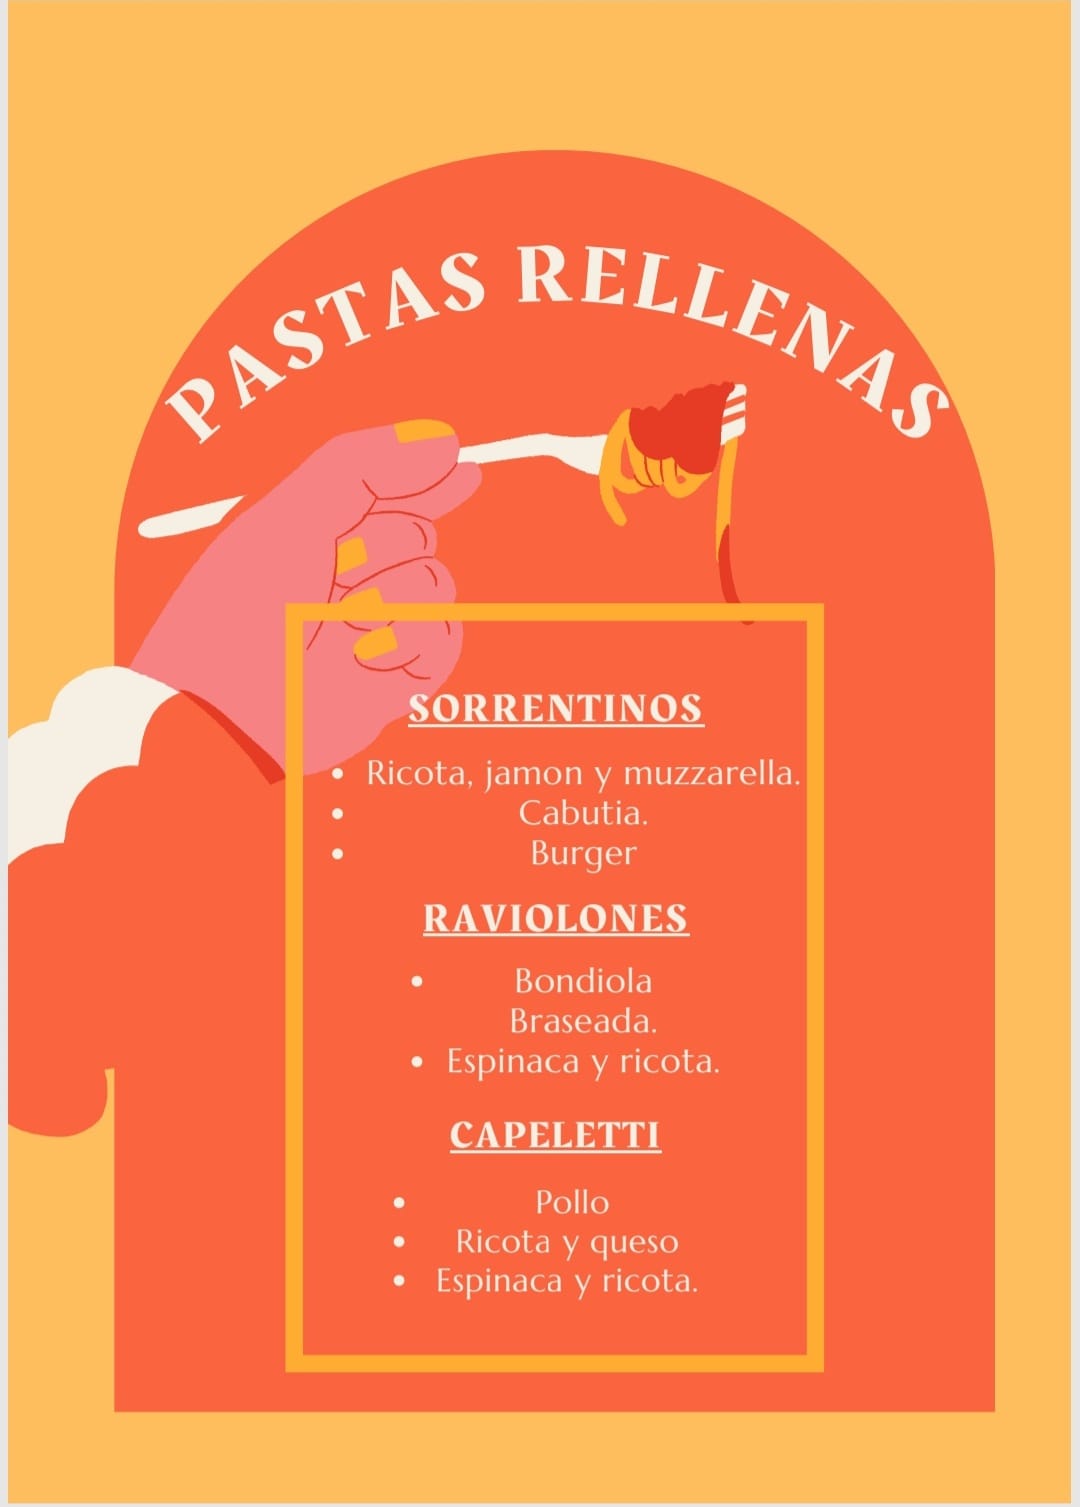 PASTAS RELLENAS
SORRENTINOS
• Ricota, jamon y muzzarella.
• Cabutia.
• Burger
RAVIOLONES
• Bondiola
Braseada.
• Espinaca y ricota.
CAPELETTI
• Pollo
• Ricota y queso
• Espinaca y ricota.